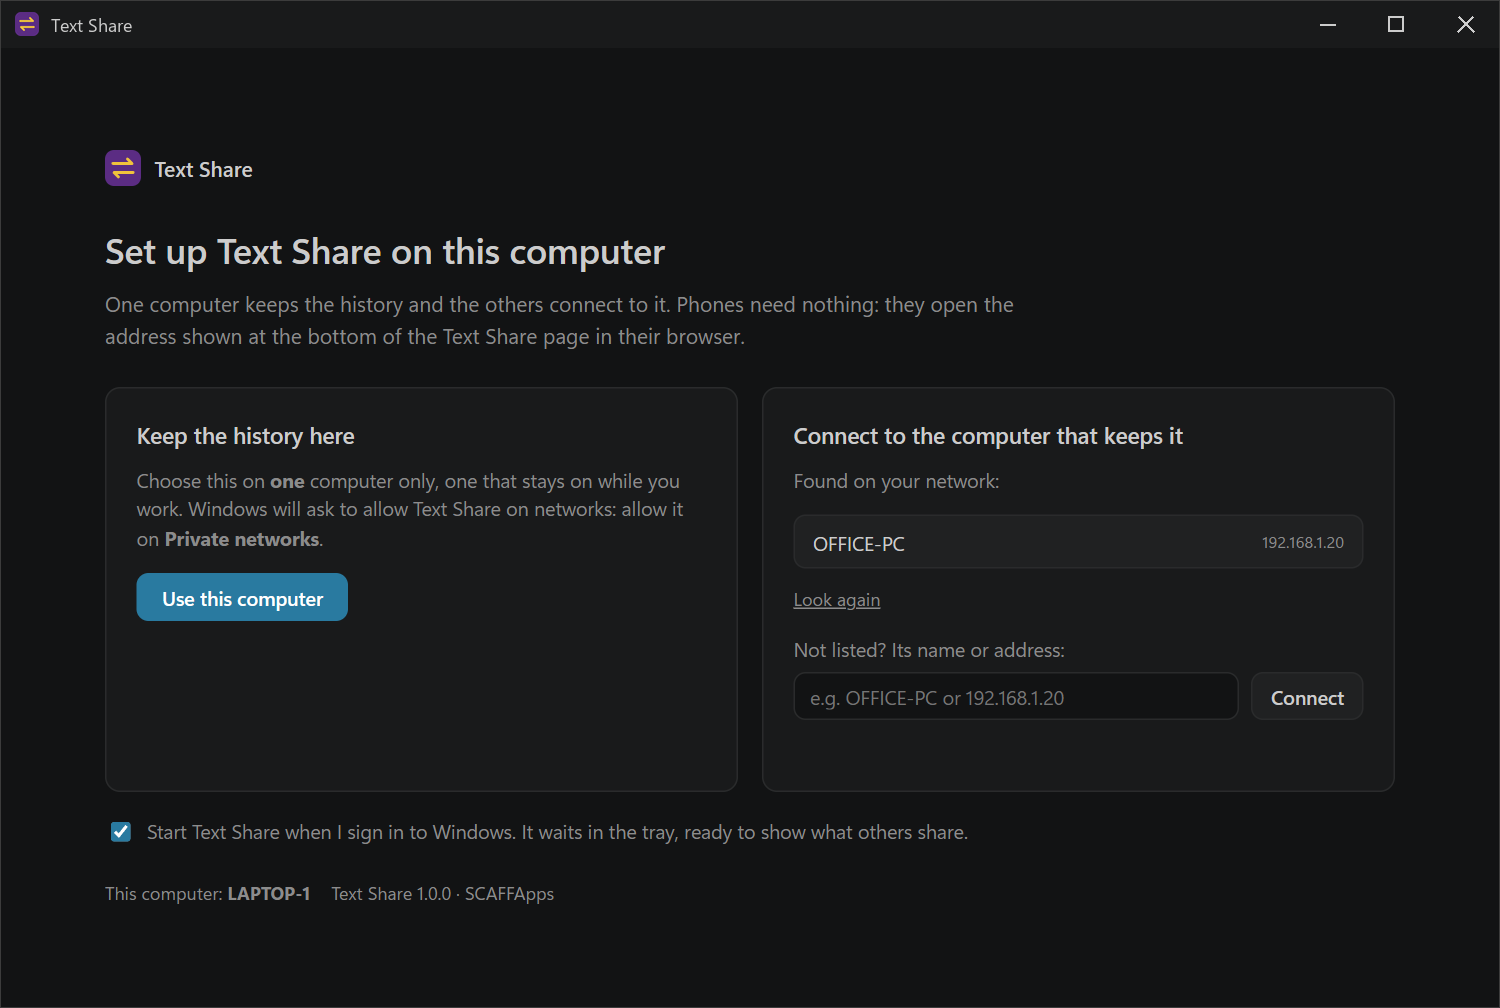 Text Share
Text Share
Set up Text Share on this computer
One computer keeps the history and the others connect to it. Phones need nothing: they open the
address shown at the bottom of the Text Share page in their browser.
Keep the history here
Choose this on one computer only, one that stays on while you
work. Windows will ask to allow Text Share on networks: allow it
on Private networks.
Use this computer
Connect to the computer that keeps it
Found on your network:
OFFICE-PC 192.168.1.20
Look again
Not listed? Its name or address:
e.g. OFFICE-PC or 192.168.1.20 Connect
Start Text Share when I sign in to Windows. It waits in the tray, ready to show what others share.
This computer: LAPTOP-1 Text Share 1.0.0 · SCAFFApps